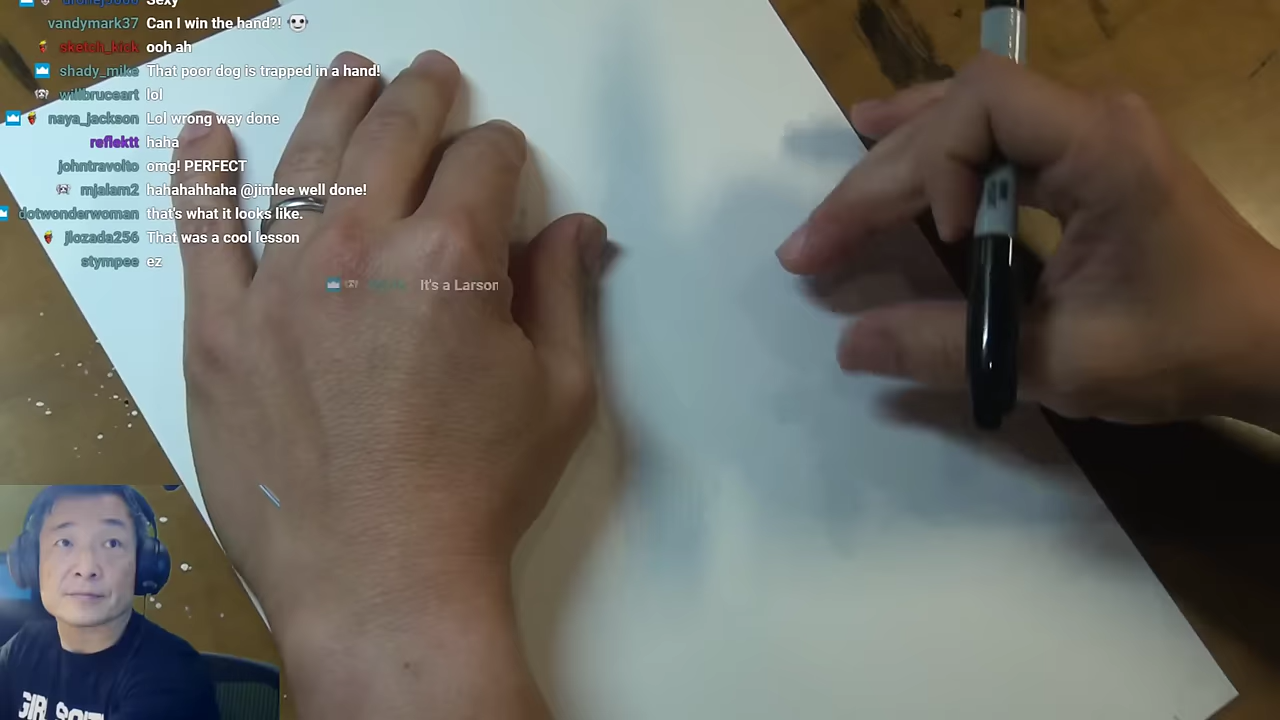 Sexy
vandymark37 Can I win the hand?!
sketch_kick ooh ah
shady_mike That poor dog is trapped in a hand!
willbruceart lol
naya_jackson Lol wrong way done
reflektt haha
johntravolto omg! PERFECT
mjalam2 hahahahhaha @jimlee well done!
dotwonderwoman that's what it looks like.
jlozada256 That was a cool lesson
stympee ez
It's a Larson